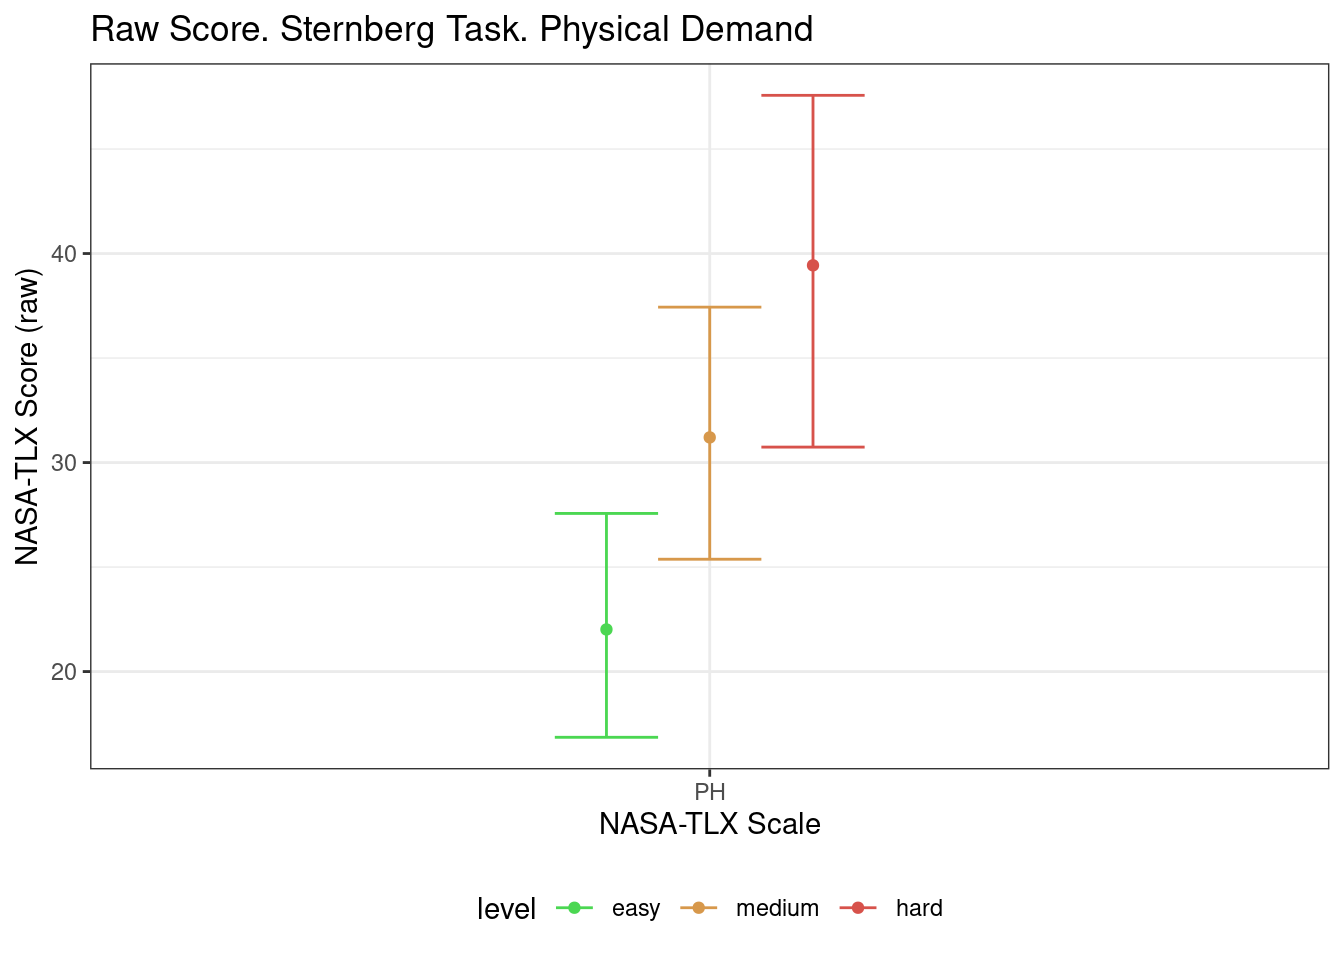 Raw Score. Sternberg Task. Physical Demand
NASA-TLX Score (raw)
40
30
20
PH
NASA-TLX Scale
level easy medium hard